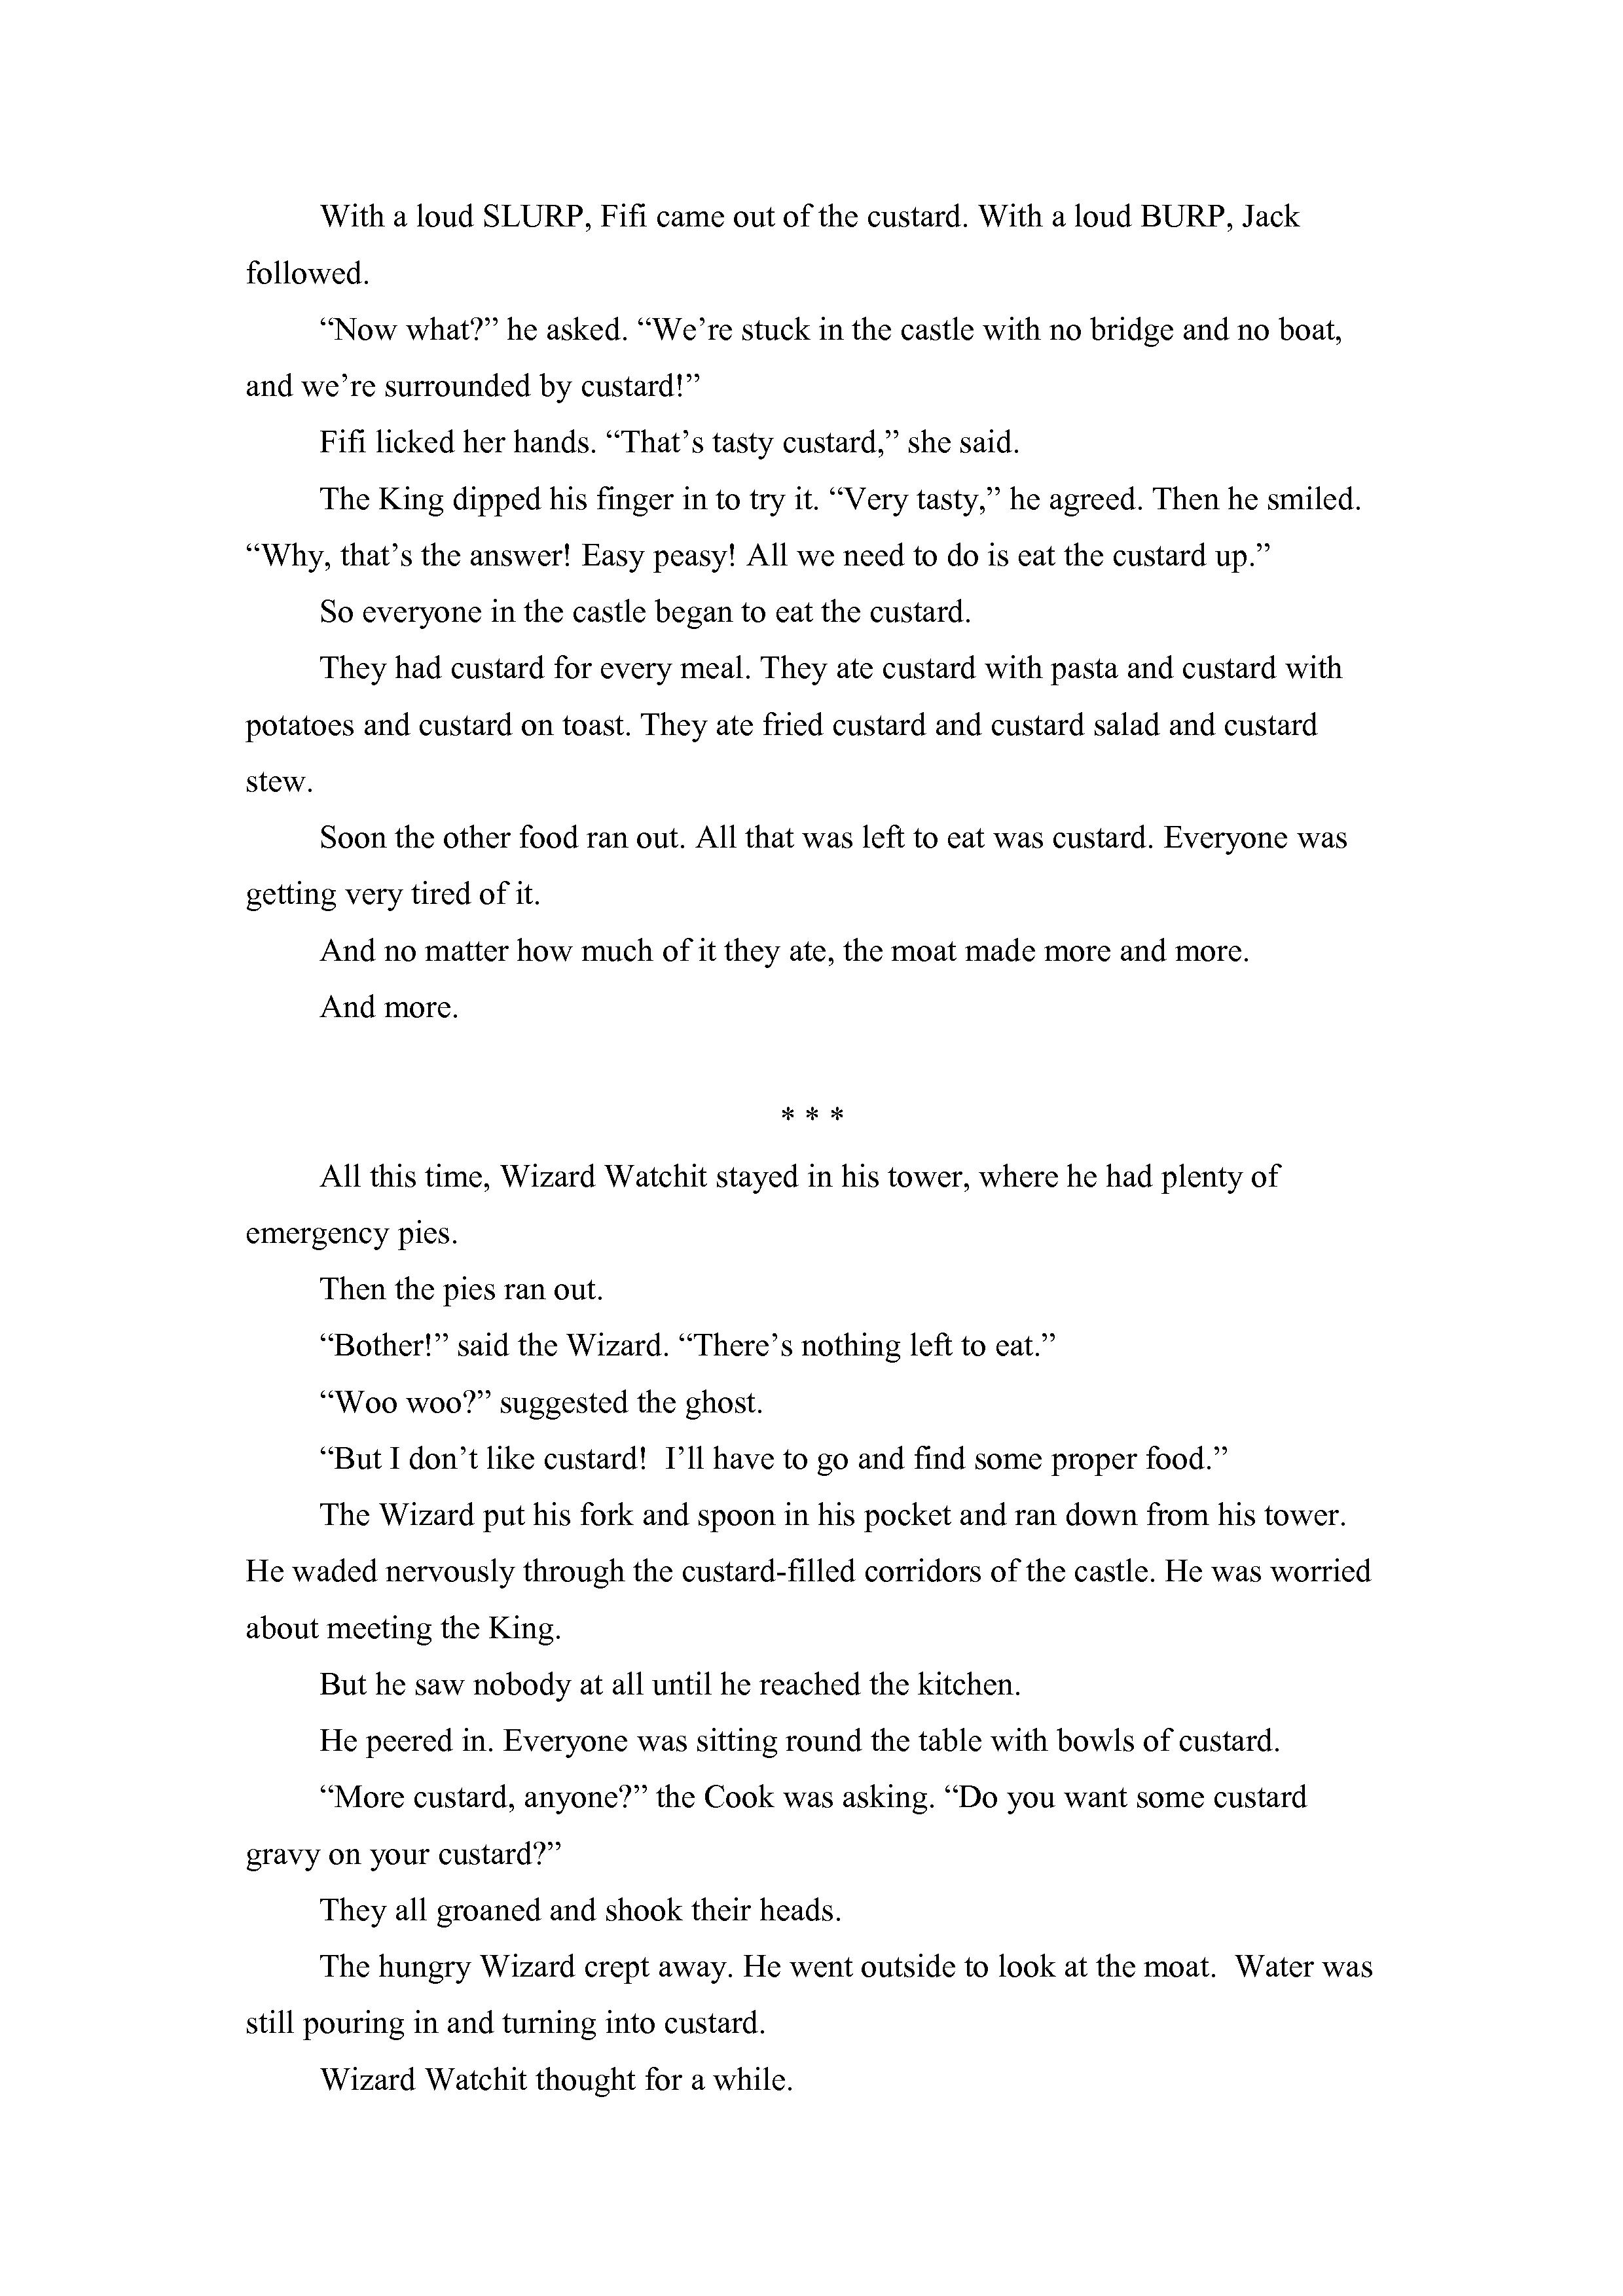 With a loud SLURP, Fifi came out of the custard. With a loud BURP, Jack
followed.
“Now what?” he asked. “We’re stuck in the castle with no bridge and no boat,
and we’re surrounded by custard!”
Fifi licked her hands. “That’s tasty custard,” she said.
The King dipped his finger in to try it. “Very tasty,” he agreed. Then he smiled.
“Why, that’s the answer! Easy peasy! All we need to do is eat the custard up.”
So everyone in the castle began to eat the custard.
They had custard for every meal. They ate custard with pasta and custard with
potatoes and custard on toast. They ate fried custard and custard salad and custard
stew.
Soon the other food ran out. All that was left to eat was custard. Everyone was
getting very tired of it.
And no matter how much of it they ate, the moat made more and more.
And more.
* * *
All this time, Wizard Watchit stayed in his tower, where he had plenty of
emergency pies.
Then the pies ran out.
“Bother!” said the Wizard. “There’s nothing left to eat.”
“Woo woo?” suggested the ghost.
“But I don’t like custard!  I’ll have to go and find some proper food.”
The Wizard put his fork and spoon in his pocket and ran down from his tower.
He waded nervously through the custard-filled corridors of the castle. He was worried
about meeting the King.
But he saw nobody at all until he reached the kitchen.
He peered in. Everyone was sitting round the table with bowls of custard.
“More custard, anyone?” the Cook was asking. “Do you want some custard
gravy on your custard?”
They all groaned and shook their heads.
The hungry Wizard crept away. He went outside to look at the moat.  Water was
still pouring in and turning into custard.
Wizard Watchit thought for a while.